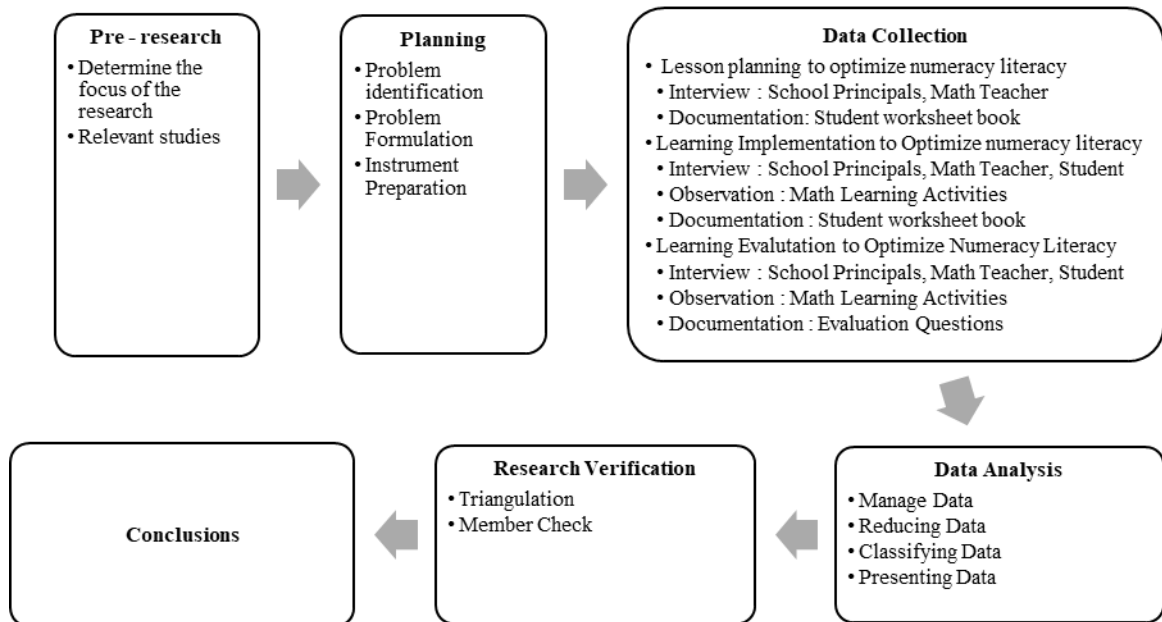 Pre - research
• Determine the
focus of the
research
• Relevant studies
Planning
• Problem
identification
• Problem
Formulation
• Instrument
Preparation
Data Collection
• Lesson planning to optimize numeracy literacy
• Interview : School Principals, Math Teacher
• Documentation: Student worksheet book
• Learning Implementation to Optimize numeracy literacy
• Interview : School Principals, Math Teacher, Student
• Observation : Math Learning Activities
• Documentation : Student worksheet book
• Learning Evalutation to Optimize Numeracy Literacy
• Interview : School Principals, Math Teacher, Student
• Observation : Math Learning Activities
• Documentation : Evaluation Questions
Data Analysis
• Manage Data
• Reducing Data
• Classifying Data
• Presenting Data
Research Verification
• Triangulation
• Member Check
Conclusions